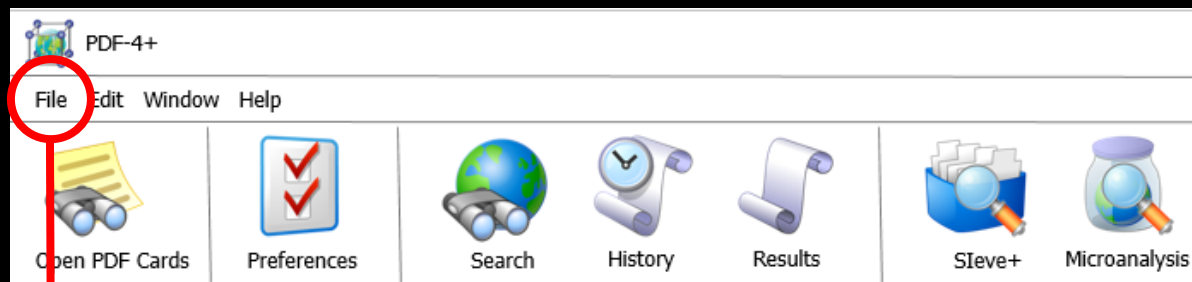 PDF-4+
File Edit Window Help
Open PDF Cards Preferences Search History Results SIeve+ Microanalysis